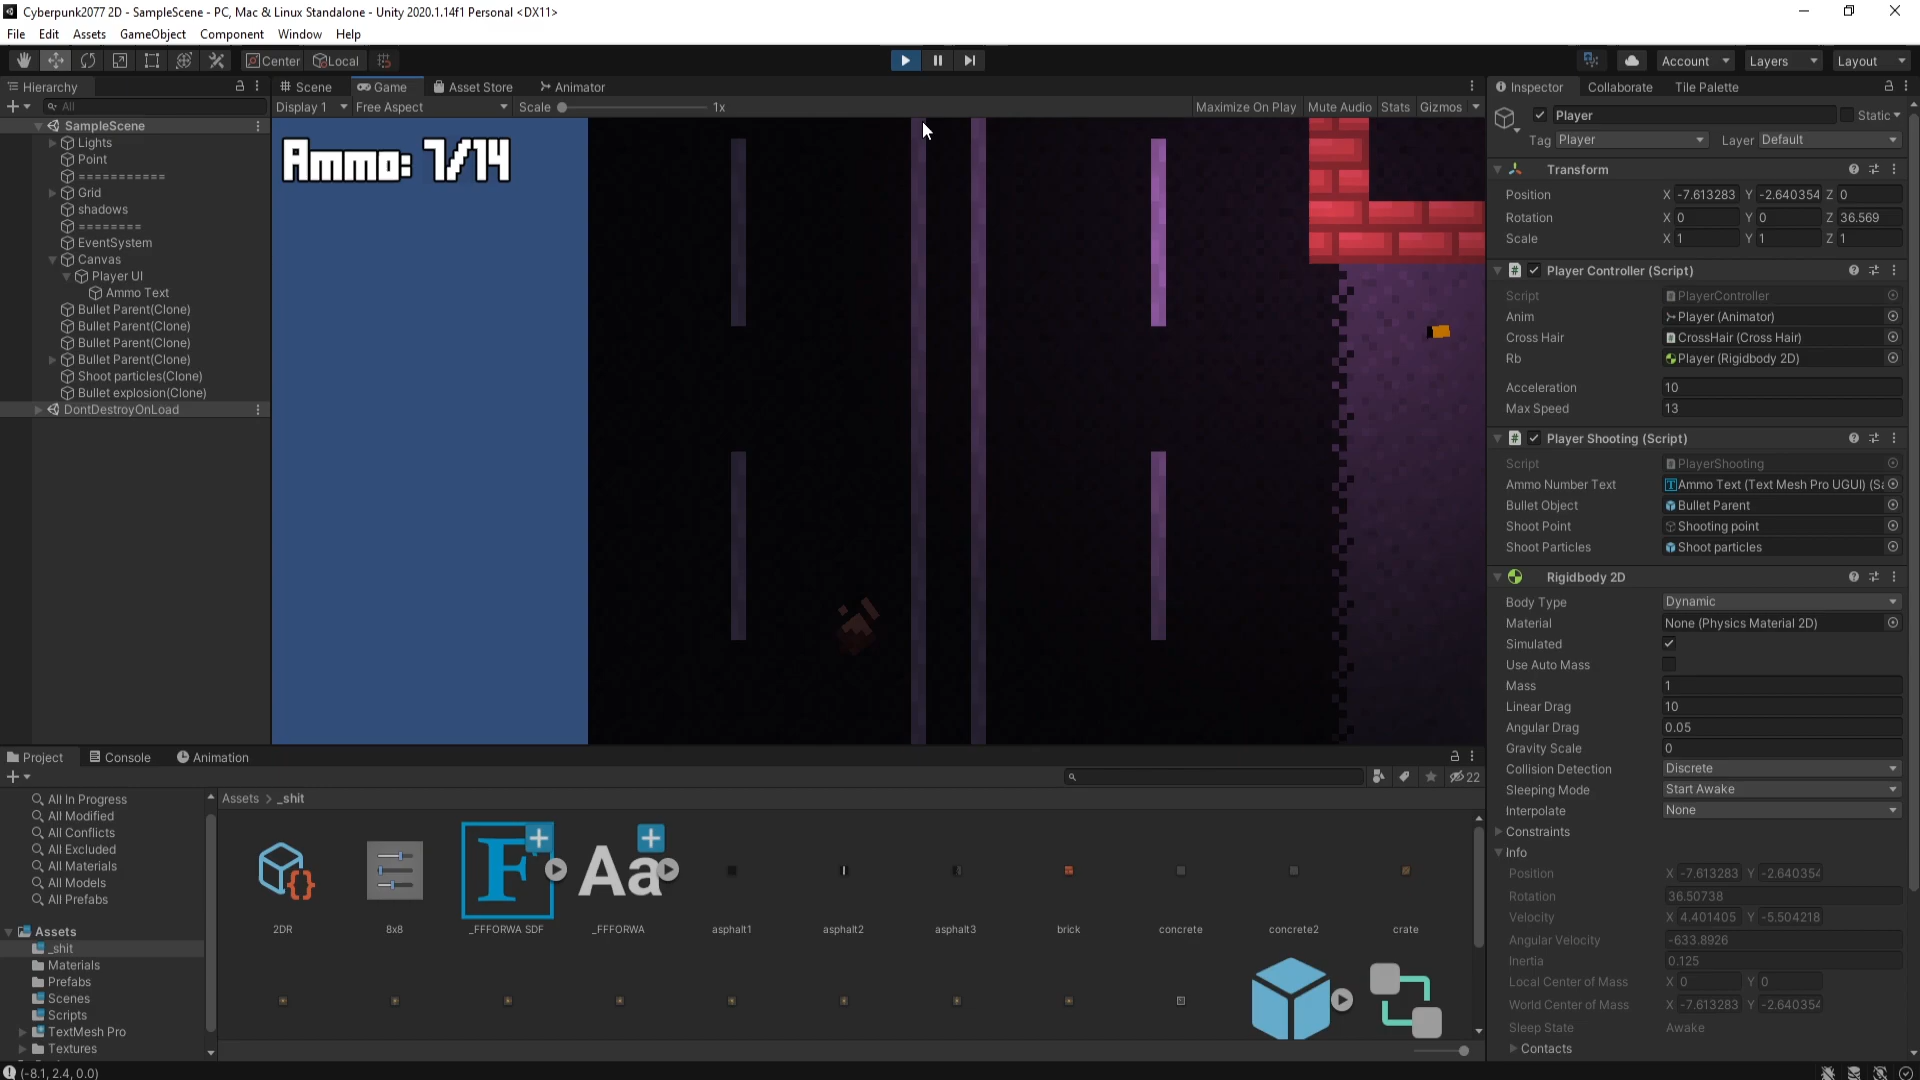 Cyberpunk2077 2D - SampleScene - PC, Mac & Linux Standalone - Unity 2020.1.14f1 Personal <DX11>
File Edit Assets GameObject Component Window Help
Center Local Account Layers Layout
Hierarchy
All
SampleScene
Lights
Point
===========
Grid
shadows
========
EventSystem
Canvas
Player UI
Ammo Text
Bullet Parent(Clone)
Bullet Parent(Clone)
Bullet Parent(Clone)
Bullet Parent(Clone)
Shoot particles(Clone)
Bullet explosion(Clone)
DontDestroyOnLoad
Scene Game Asset Store Animator
Display 1 Free Aspect Scale 1x Maximize On Play Mute Audio Stats Gizmos
Ammo: 7/14
Inspector Collaborate Tile Palette
Player Static
Tag Player Layer Default
Transform
Position X -7.613283 Y -2.640354 Z 0
Rotation X 0 Y 0 Z 36.569
Scale X 1 Y 1 Z 1
Player Controller (Script)
Script PlayerController
Anim Player (Animator)
Cross Hair CrossHair (Cross Hair)
Rb Player (Rigidbody 2D)
Acceleration 10
Max Speed 13
Player Shooting (Script)
Script PlayerShooting
Ammo Number Text Ammo Text (Text Mesh Pro UGUI) (Sa
Bullet Object Bullet Parent
Shoot Point Shooting point
Shoot Particles Shoot particles
Rigidbody 2D
Body Type Dynamic
Material None (Physics Material 2D)
Simulated
Use Auto Mass
Mass 1
Linear Drag 10
Angular Drag 0.05
Gravity Scale 0
Collision Detection Discrete
Sleeping Mode Start Awake
Interpolate None
Constraints
Info
Position X -7.613283 Y -2.640354
Rotation 36.50738
Velocity X 4.401405 Y -5.504218
Angular Velocity -633.8926
Inertia 0.125
Local Center of Mass X 0 Y 0
World Center of Mass X -7.613283 Y -2.640354
Sleep State Awake
Contacts
Project Console Animation
22
All In Progress
All Modified
All Conflicts
All Excluded
All Materials
All Models
All Prefabs
Assets
_shit
Materials
Prefabs
Scenes
Scripts
TextMesh Pro
Textures
Assets > _shit
F Aa
2DR 8x8 _FFFORWA SDF _FFFORWA asphalt1 asphalt2 asphalt3 brick concrete concrete2 crate
(-8.1, 2.4, 0.0)